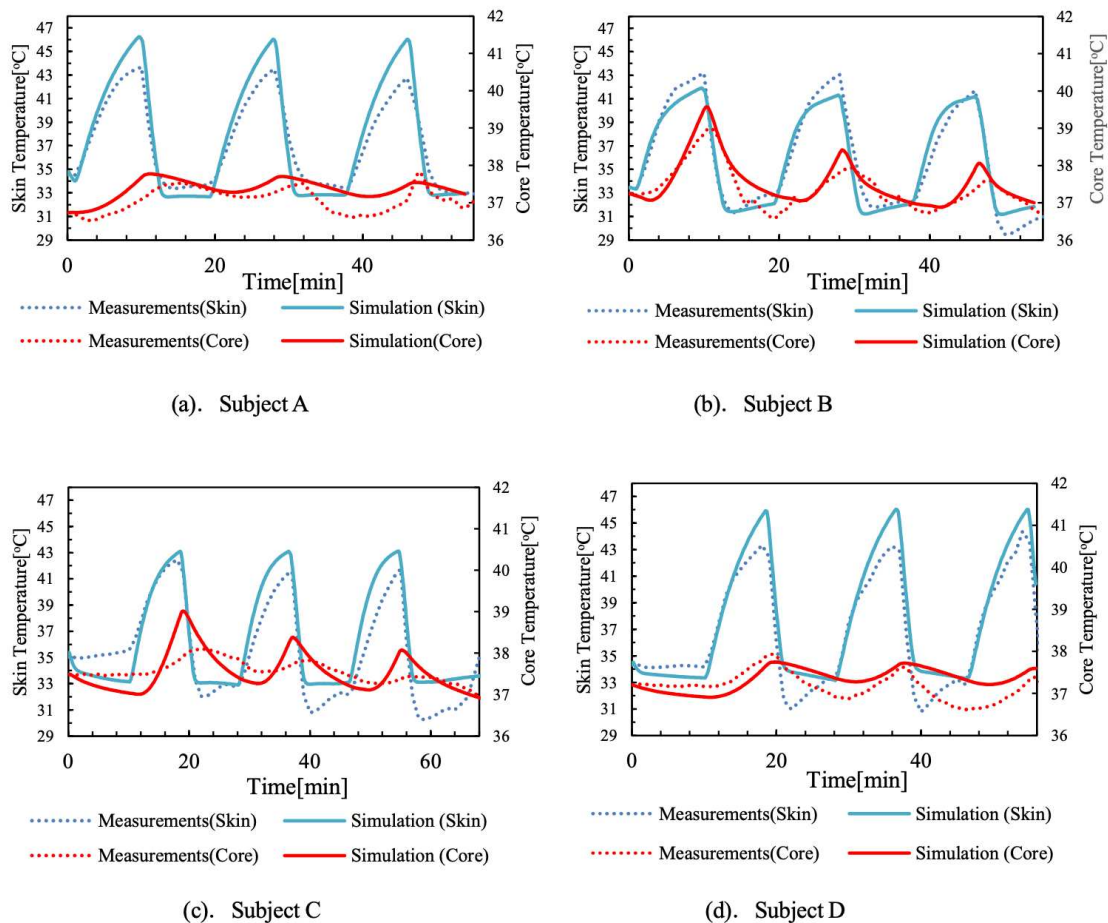 47
45
43
41
39
37
35
33
31
29
Skin Temperature[°C]
42
41
40
39
38
37
36
Core Temperature[°C]
0 20 40
Time[min]
Measurements(Skin) Simulation (Skin)
Measurements(Core) Simulation(Core)
(a). Subject A
47
45
43
41
39
37
35
33
31
29
Skin Temperature[°C]
42
41
40
39
38
37
36
Core Temperature[°C]
0 20 40
Time[min]
Measurements(Skin) Simulation (Skin)
Measurements(Core) Simulation (Core)
(b). Subject B
47
45
43
41
39
37
35
33
31
29
Skin Temperature[°C]
42
41
40
39
38
37
36
Core Temperature[°C]
0 20 40 60
Time[min]
Measurements(Skin) Simulation (Skin)
Measurements(Core) Simulation (Core)
(c). Subject C
47
45
43
41
39
37
35
33
31
29
Skin Temperature[°C]
42
41
40
39
38
37
36
Core Temperature[°C]
0 20 40
Time[min]
Measurements(Skin) Simulation (Skin)
Measurements(Core) Simulation (Core)
(d). Subject D